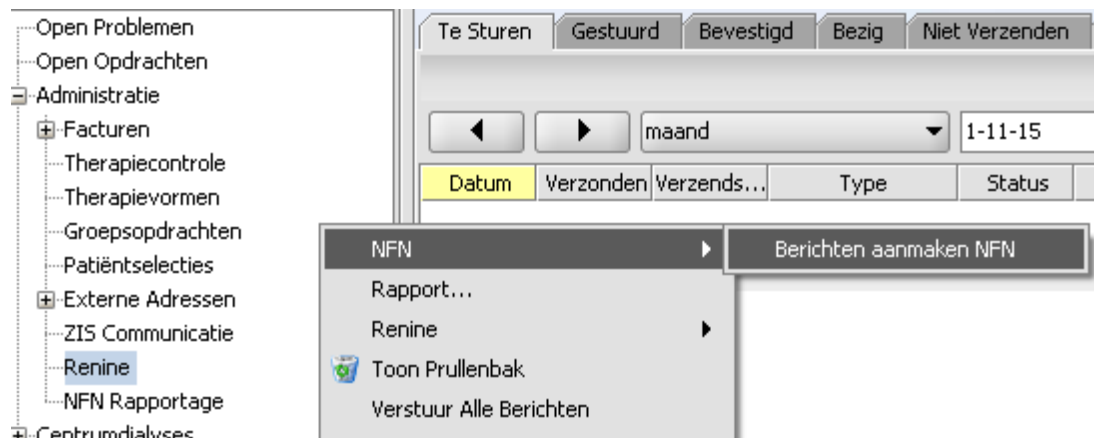 Open Problemen
Open Opdrachten
Administratie
Facturen
Therapiecontrole
Therapievormen
Groepsopdrachten
Patiëntselecties
Externe Adressen
ZIS Communicatie
Renine
NFN Rapportage
Centrumdialyses
Te Sturen Gestuurd Bevestigd Bezig Niet Verzenden
maand 1-11-15
Datum Verzonden Verzends... Type Status
NFN
Rapport...
Renine
Toon Prullenbak
Verstuur Alle Berichten
Berichten aanmaken NFN